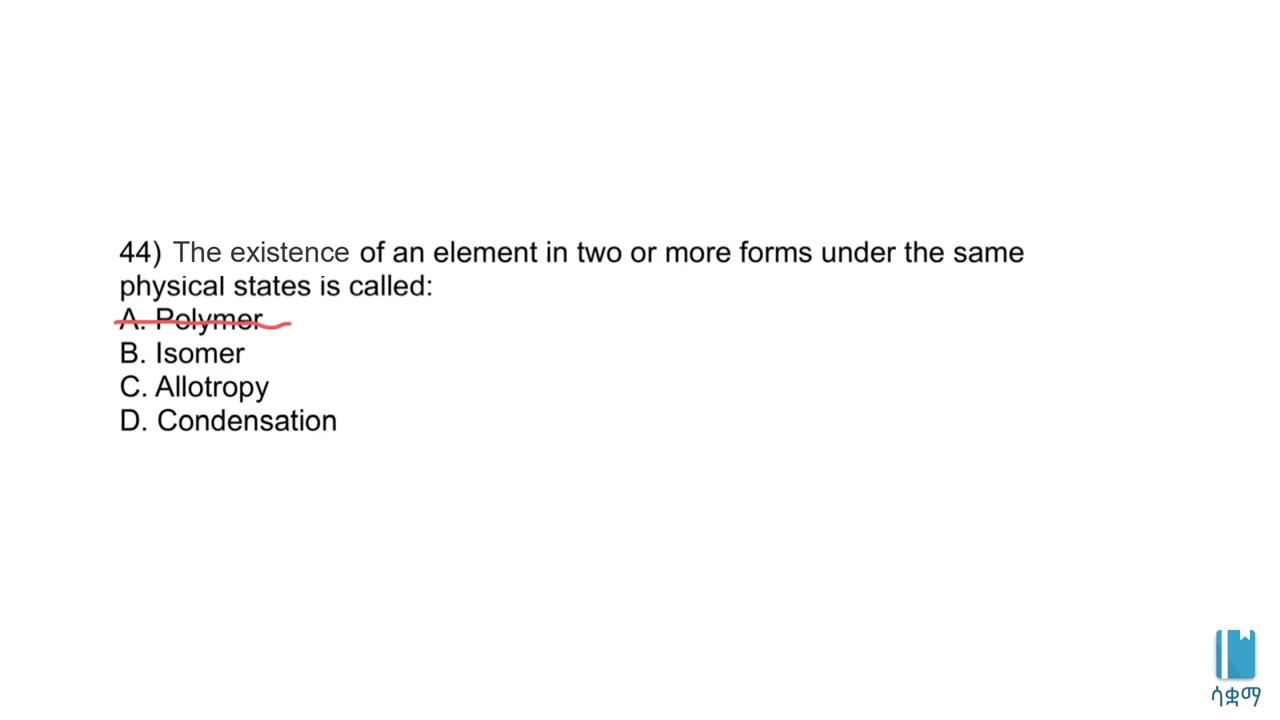 44) The existence of an element in two or more forms under the same
physical states is called:
A. Polymer
B. Isomer
C. Allotropy
D. Condensation
ሳቋማ